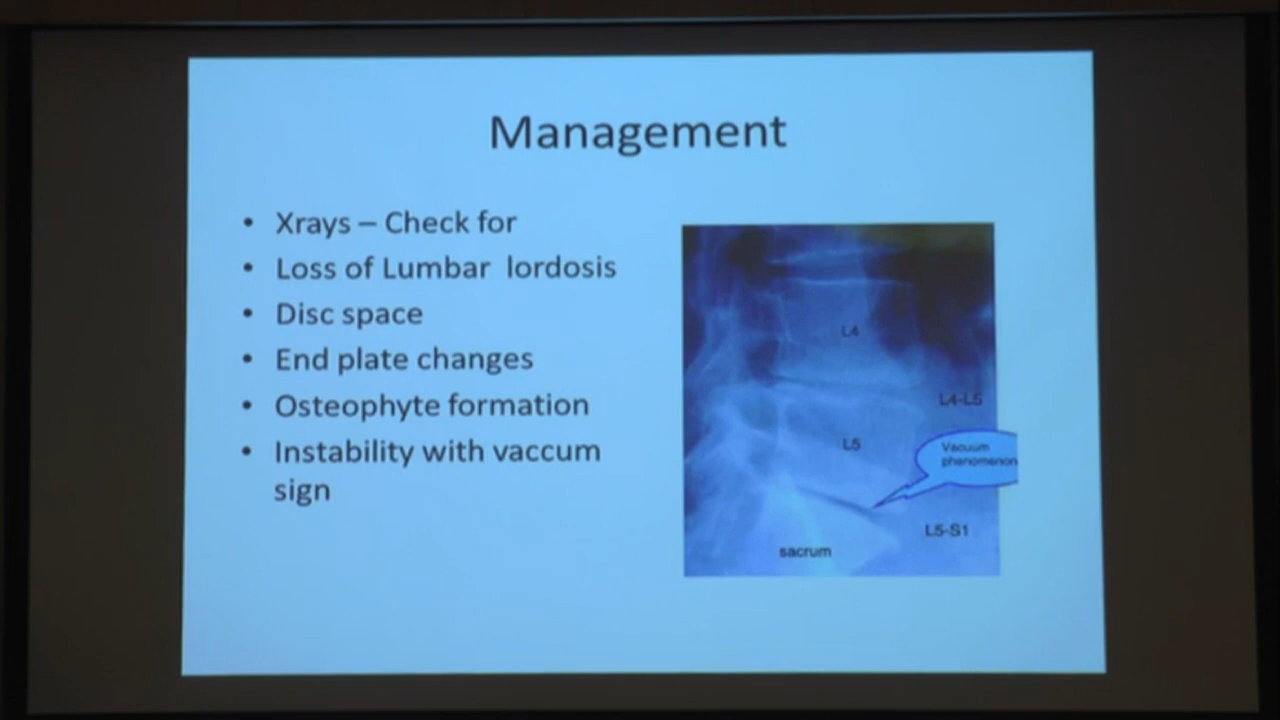 Management
• Xrays – Check for
• Loss of Lumbar lordosis
• Disc space
• End plate changes
• Osteophyte formation
• Instability with vaccum
sign
L4
L4-L5
L5
Vacuum
phenomenon
L5-S1
sacrum